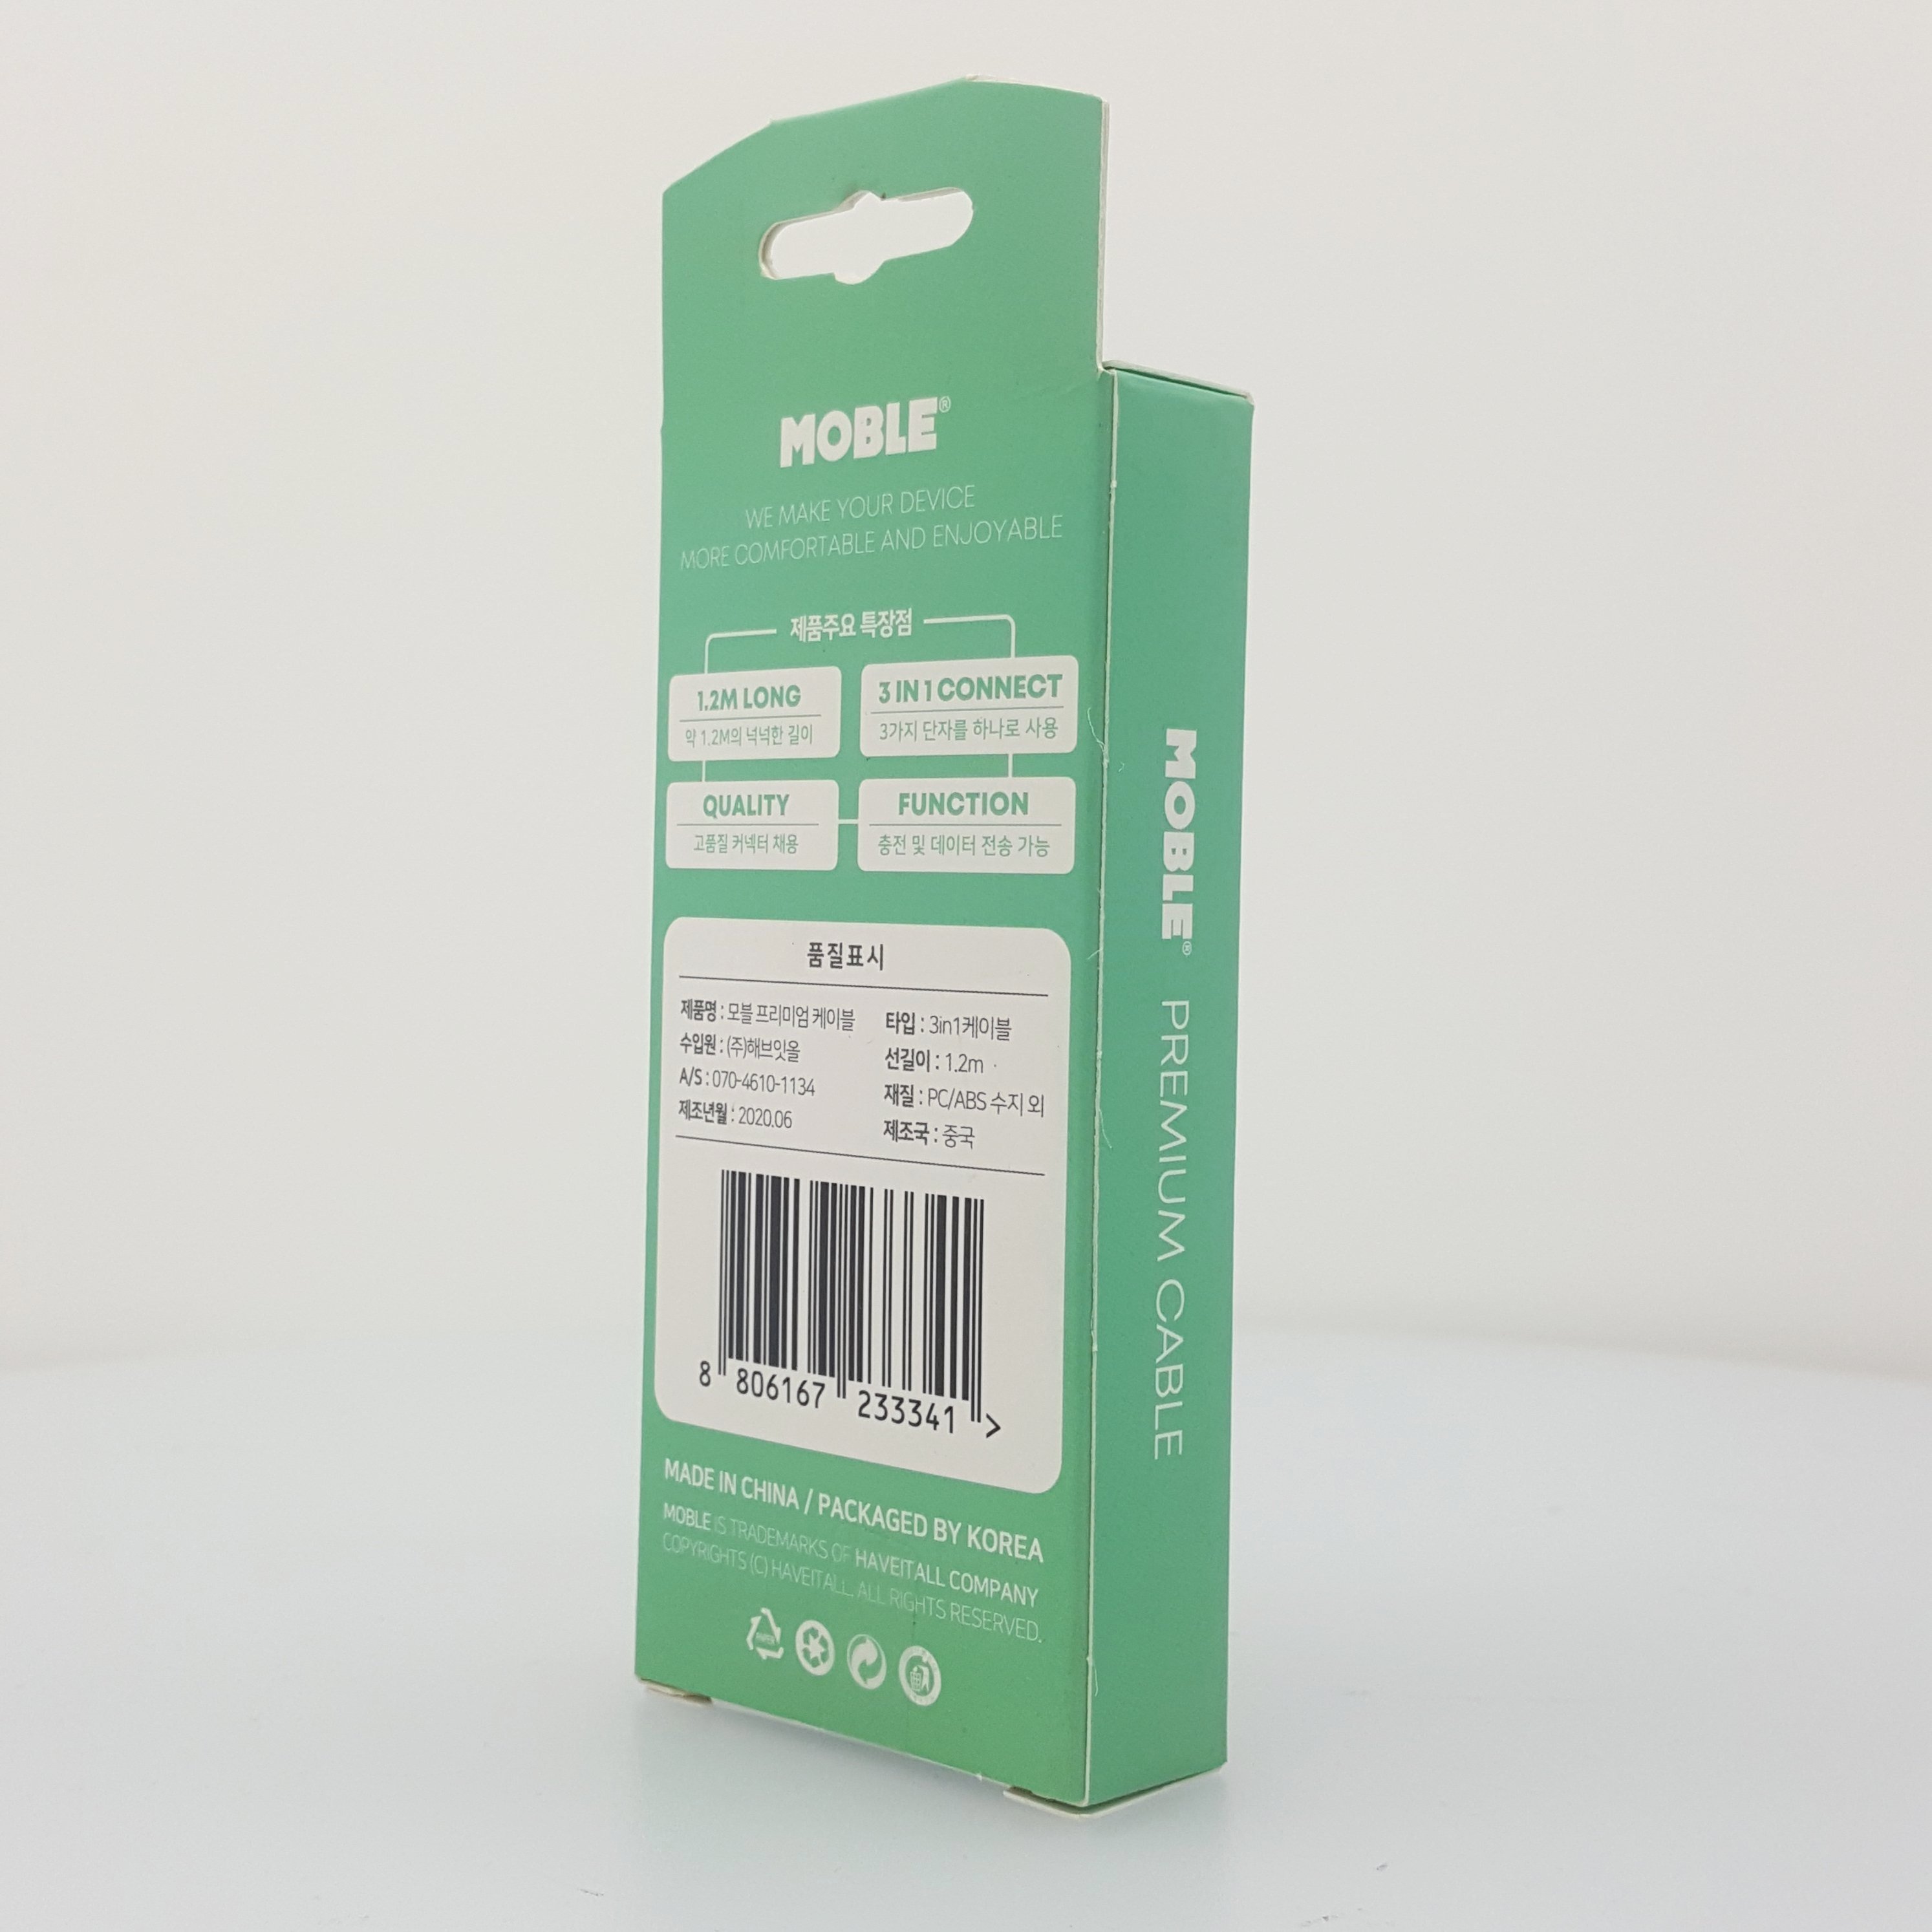 MOBLE®
WE MAKE YOUR DEVICE
MORE COMFORTABLE AND ENJOYABLE
제품주요 특장점
1.2M LONG
약 1.2M의 넉넉한 길이
3 IN 1 CONNECT
3가지 단자를 하나로 사용
QUALITY
고품질 커넥터 채용
FUNCTION
충전 및 데이터 전송 가능
품질표시
제품명 : 모블 프리미엄 케이블
수입원 : (주)해브잇올
A/S : 070-4610-1134
제조년월 : 2020.06
타입 : 3in1케이블
선길이 : 1.2m
재질 : PC/ABS 수지 외
제조국 : 중국
8 806167 233341 >
MADE IN CHINA / PACKAGED BY KOREA
MOBLE IS TRADEMARKS OF HAVEITALL COMPANY
COPYRIGHTS (C) HAVEITALL. ALL RIGHTS RESERVED.
MOBLE® PREMIUM CABLE